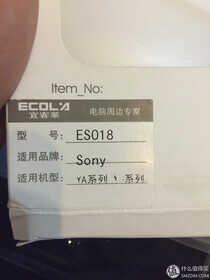 Item_No:
ECOLA
宜客莱 电脑周边专家
型 号: ES018
适用品牌: Sony
适用机型: YA系列 系列
什么值得买